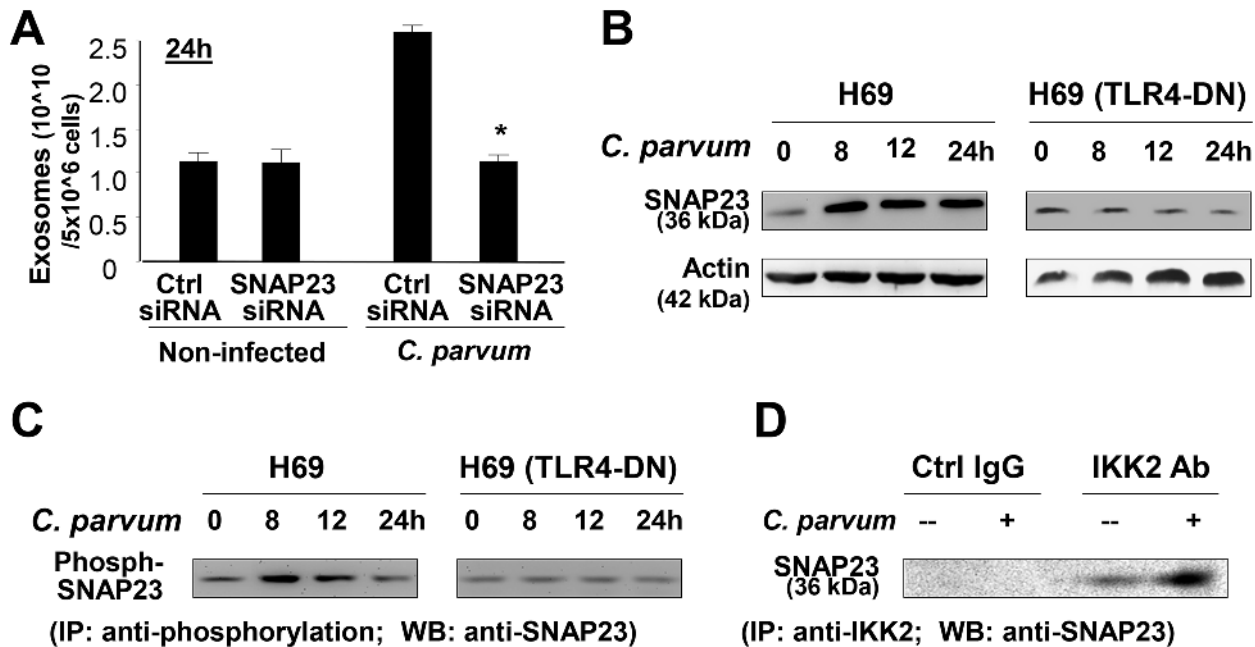 A
24h
Exosomes (10^10
/5x10^6 cells)
2.5
2.0
1.5
1.0
0.5
0
*
Ctrl
siRNA
SNAP23
siRNA
Ctrl
siRNA
SNAP23
siRNA
Non-infected
C. parvum
B
H69
H69 (TLR4-DN)
C. parvum 0 8 12 24h 0 8 12 24h
SNAP23
(36 kDa)
Actin
(42 kDa)
C
H69
H69 (TLR4-DN)
C. parvum 0 8 12 24h 0 8 12 24h
Phosph-
SNAP23
(IP: anti-phosphorylation; WB: anti-SNAP23)
D
Ctrl IgG
IKK2 Ab
C. parvum -- + -- +
SNAP23
(36 kDa)
(IP: anti-IKK2; WB: anti-SNAP23)